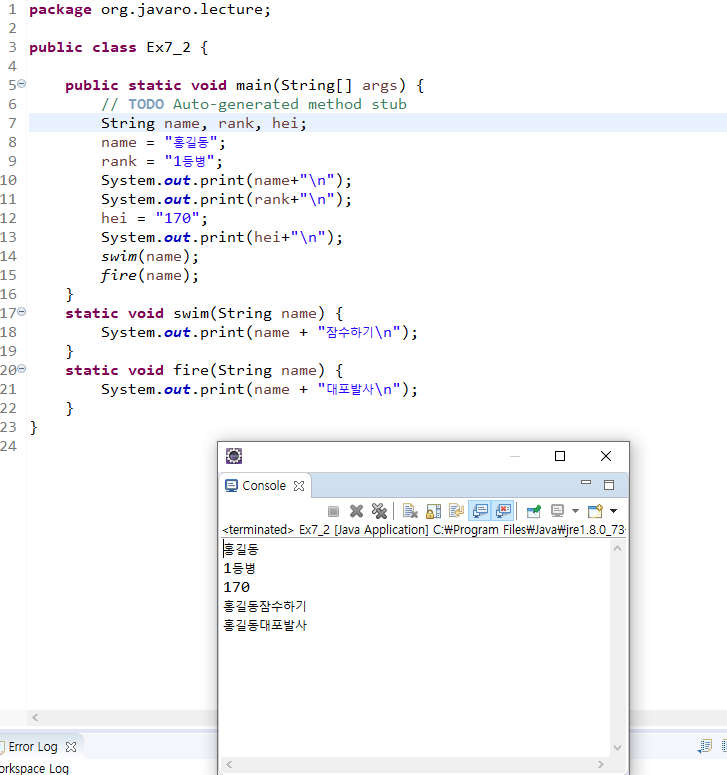 1 package org.javaro.lecture;
2
3 public class Ex7_2 {
4
5 public static void main(String[] args) {
6 // TODO Auto-generated method stub
7 String name, rank, hei;
8 name = "홍길동";
9 rank = "1등병";
10 System.out.print(name+"\n");
11 System.out.print(rank+"\n");
12 hei = "170";
13 System.out.print(hei+"\n");
14 swim(name);
15 fire(name);
16 }
17 static void swim(String name) {
18 System.out.print(name + "잠수하기\n");
19 }
20 static void fire(String name) {
21 System.out.print(name + "대포발사\n");
22 }
23 }
24
Console
<terminated> Ex7_2 [Java Application] C:₩Program Files₩Java₩jre1.8.0_73
홍길동
1등병
170
홍길동잠수하기
홍길동대포발사
Error Log
orkspace Log